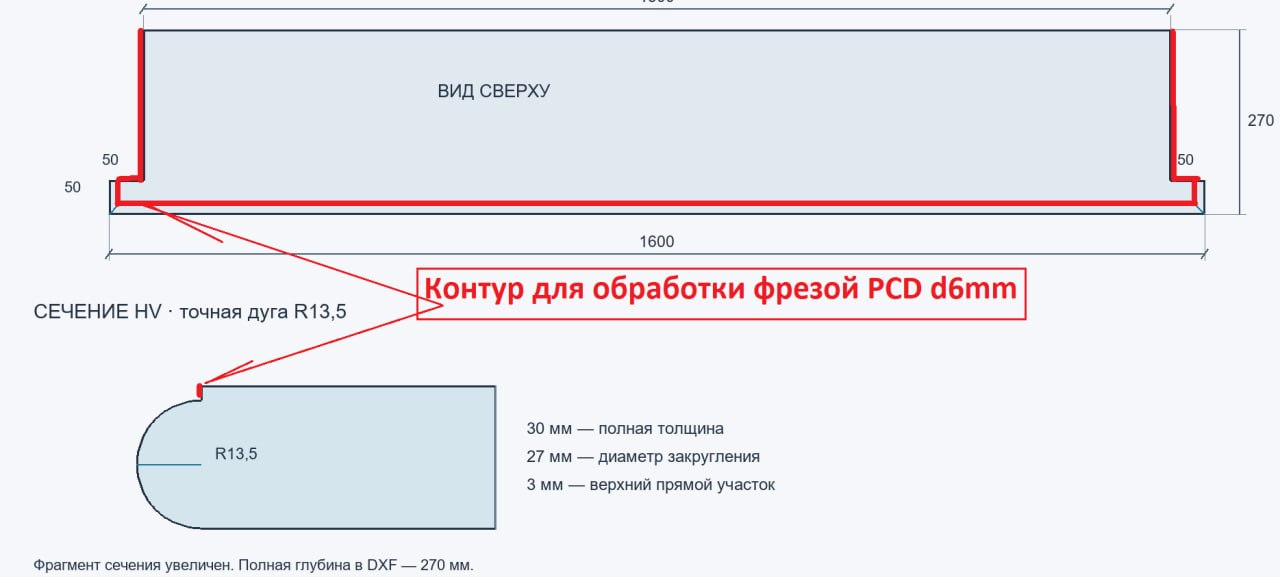 ВИД СВЕРХУ
270
50
50
50
1600
Контур для обработки фрезой PCD d6mm
СЕЧЕНИЕ HV · точная дуга R13,5
R13,5
30 мм — полная толщина
27 мм — диаметр закругления
3 мм — верхний прямой участок
Фрагмент сечения увеличен. Полная глубина в DXF — 270 мм.